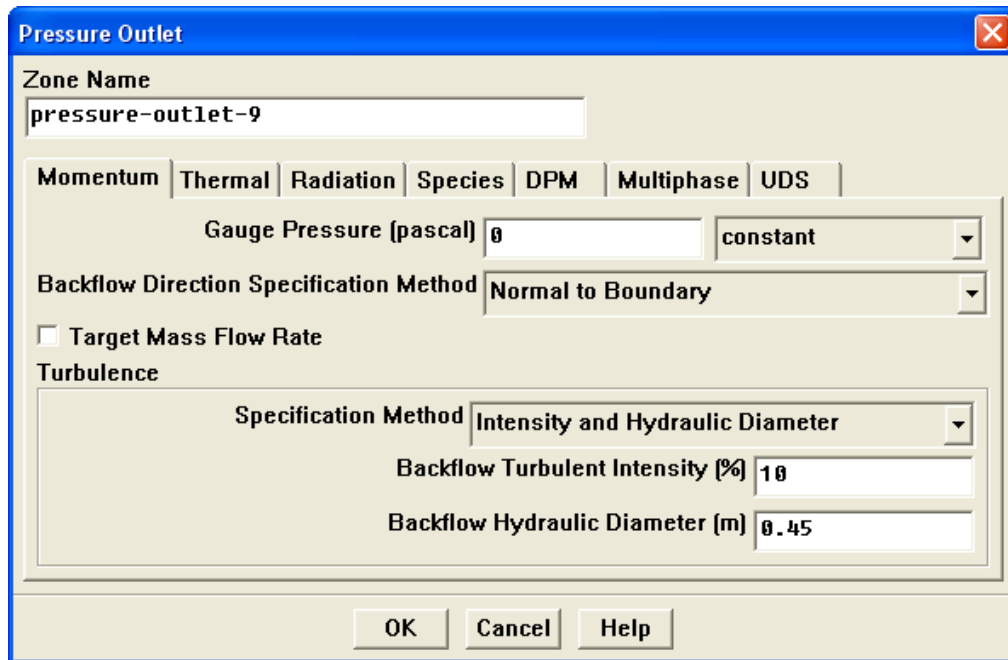 Pressure Outlet
Zone Name
pressure-outlet-9
Momentum Thermal Radiation Species DPM Multiphase UDS
Gauge Pressure (pascal) 0 constant
Backflow Direction Specification Method Normal to Boundary
Target Mass Flow Rate
Turbulence
Specification Method Intensity and Hydraulic Diameter
Backflow Turbulent Intensity (%) 10
Backflow Hydraulic Diameter (m) 0.45
OK Cancel Help